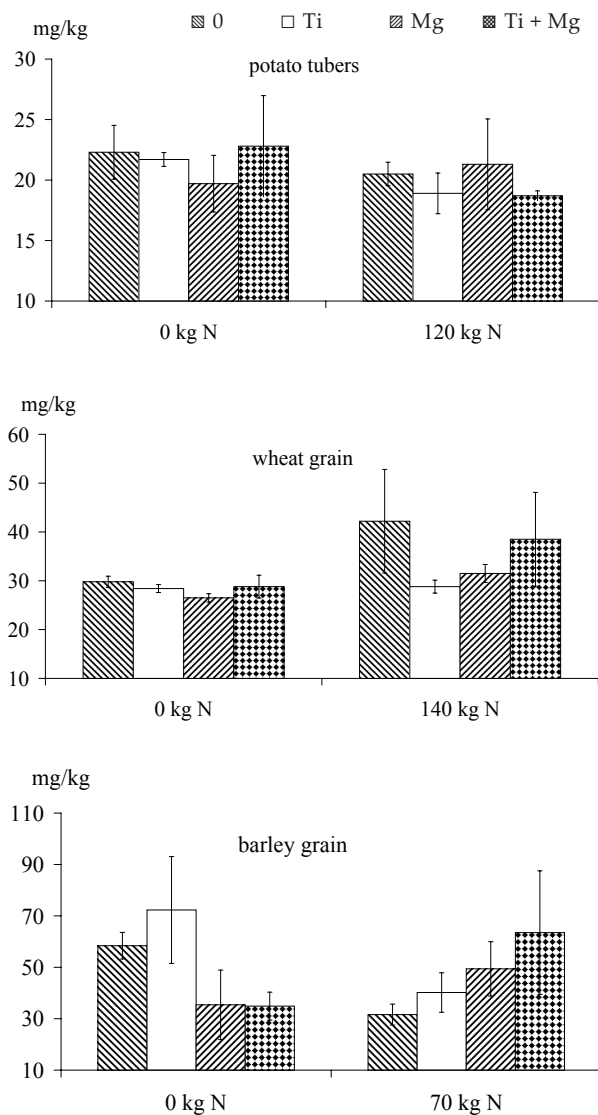 mg/kg
0 Ti Mg Ti + Mg
potato tubers
30
25
20
15
10
0 kg N 120 kg N
mg/kg
wheat grain
60
50
40
30
20
10
0 kg N 140 kg N
mg/kg
barley grain
110
90
70
50
30
10
0 kg N 70 kg N